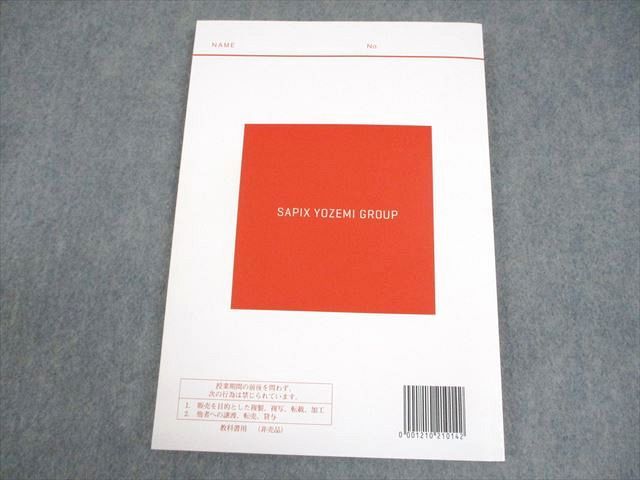 NAME No.
SAPIX YOZEMI GROUP
授業期間の前後を問わず、
次の行為は禁じられています。
1. 販売を目的とした複製、複写、転載、加工
2. 他者への譲渡、転売、貸与
教科書用 (非売品)
0 001210 210142